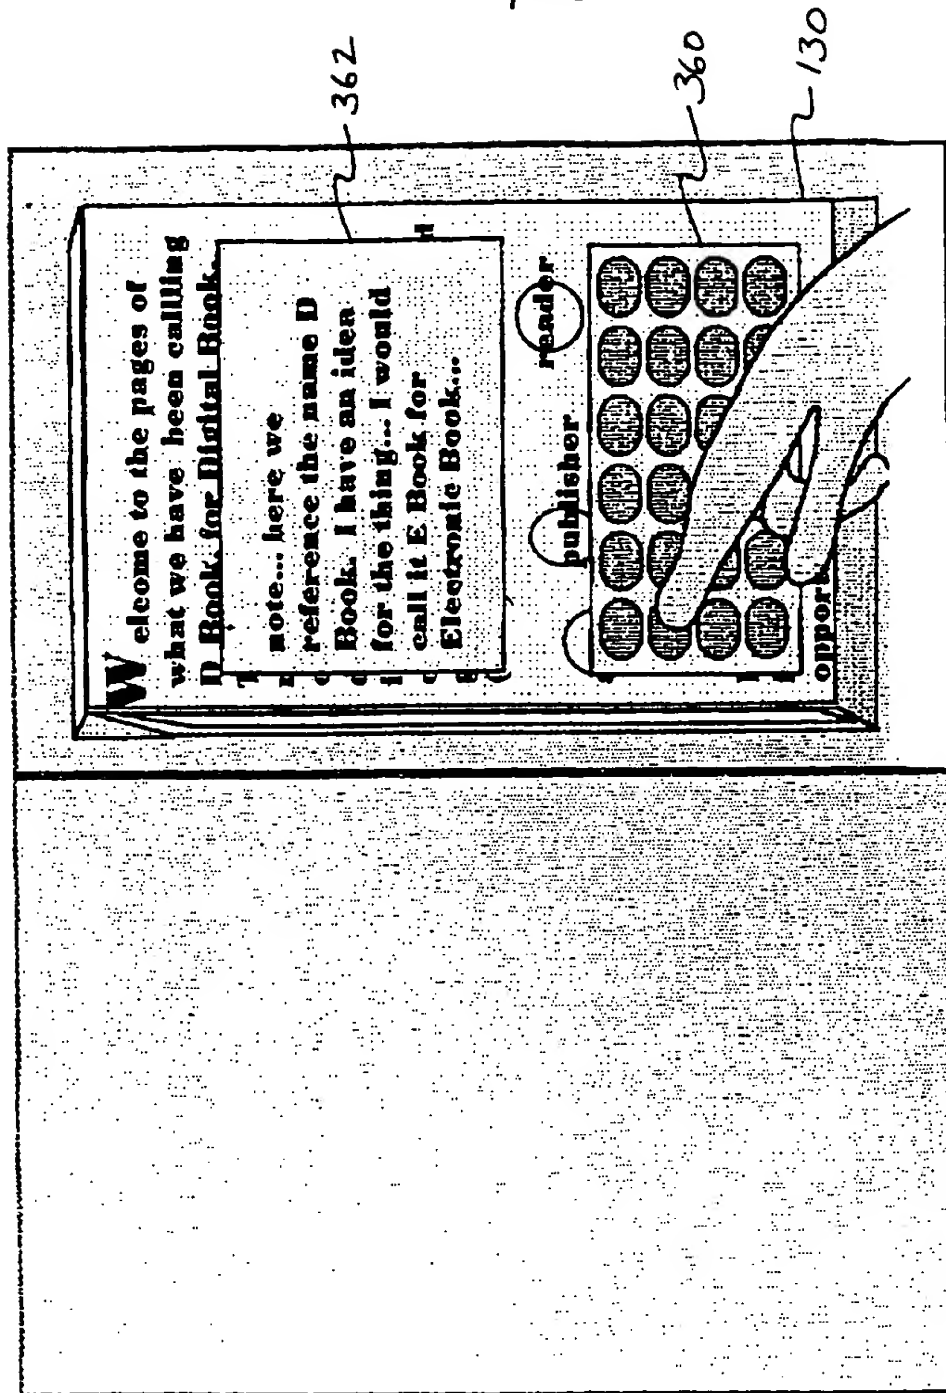 Welcome to the pages of
what we have been callling
D Book, for Digital Book.
note... here we
reference the name D
Book. I have an idea
for the thing... I would
call it E Book for
Electronic Book...
publisher
reader
362
360
130